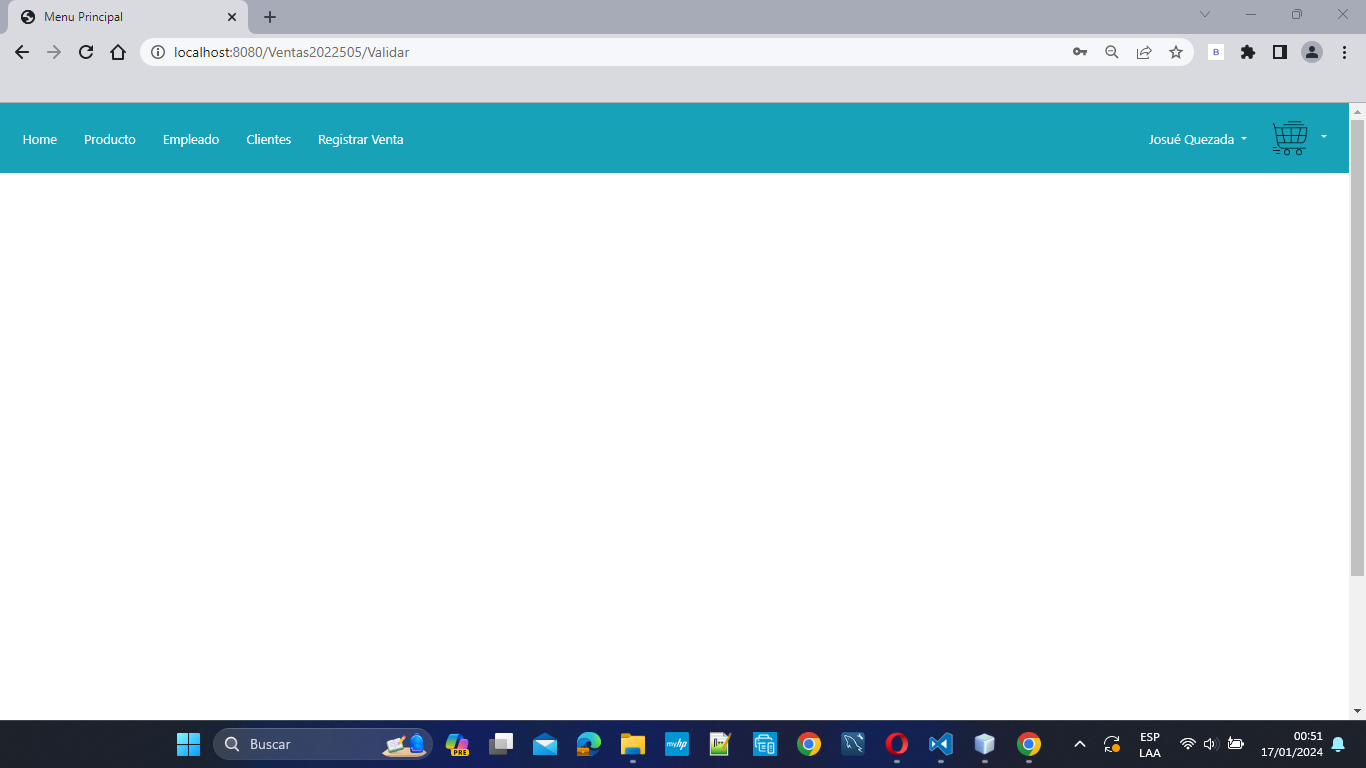 Menu Principal
localhost:8080/Ventas2022505/Validar
B
Home Producto Empleado Clientes Registrar Venta Josué Quezada
Buscar
PRE
myhp
ESP
LAA
00:51
17/01/2024